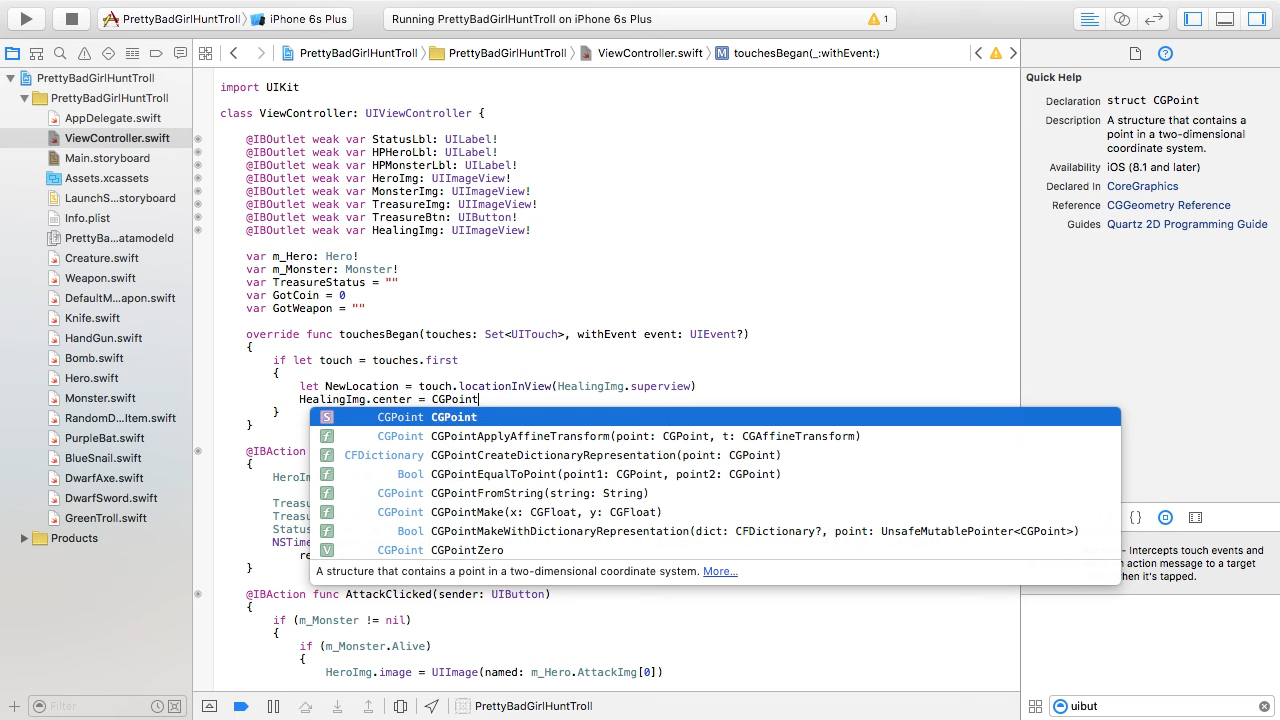 PrettyBadGirlHuntTroll iPhone 6s Plus
Running PrettyBadGirlHuntTroll on iPhone 6s Plus
1
PrettyBadGirlHuntTroll PrettyBadGirlHuntTroll ViewController.swift touchesBegan(_:withEvent:)
PrettyBadGirlHuntTroll
PrettyBadGirlHuntTroll
AppDelegate.swift
ViewController.swift
Main.storyboard
Assets.xcassets
LaunchS...storyboard
Info.plist
PrettyBa...atamodeld
Creature.swift
Weapon.swift
DefaultM...apon.swift
Knife.swift
HandGun.swift
Bomb.swift
Hero.swift
Monster.swift
RandomD...Item.swift
PurpleBat.swift
BlueSnail.swift
DwarfAxe.swift
DwarfSword.swift
GreenTroll.swift
Products
Filter
import UIKit
class ViewController: UIViewController {
@IBOutlet weak var StatusLbl: UILabel!
@IBOutlet weak var HPHeroLbl: UILabel!
@IBOutlet weak var HPMonsterLbl: UILabel!
@IBOutlet weak var HeroImg: UIImageView!
@IBOutlet weak var MonsterImg: UIImageView!
@IBOutlet weak var TreasureImg: UIImageView!
@IBOutlet weak var TreasureBtn: UIButton!
@IBOutlet weak var HealingImg: UIImageView!
var m_Hero: Hero!
var m_Monster: Monster!
var TreasureStatus = ""
var GotCoin = 0
var GotWeapon = ""
override func touchesBegan(touches: Set<UITouch>, withEvent event: UIEvent?)
{
if let touch = touches.first
{
let NewLocation = touch.locationInView(HealingImg.superview)
HealingImg.center = CGPoint
}
}
@IBA
{
HeroI
Treas
Treas
Statu
NSTime
re
}
S CGPoint CGPoint
f CGPoint CGPointApplyAffineTransform(point: CGPoint, t: CGAffineTransform)
f CFDictionary CGPointCreateDictionaryRepresentation(point: CGPoint)
f Bool CGPointEqualToPoint(point1: CGPoint, point2: CGPoint)
f CGPoint CGPointFromString(string: String)
f CGPoint CGPointMake(x: CGFloat, y: CGFloat)
f Bool CGPointMakeWithDictionaryRepresentation(dict: CFDictionary?, point: UnsafeMutablePointer<CGPoint>)
V CGPoint CGPointZero
A structure that contains a point in a two-dimensional coordinate system. More...
@IBAction func AttackClicked(sender: UIButton)
{
if (m_Monster != nil)
{
if (m_Monster.Alive)
{
HeroImg.image = UIImage(named: m_Hero.AttackImg[0])
PrettyBadGirlHuntTroll
Quick Help
Declaration struct CGPoint
Description A structure that contains a
point in a two-dimensional
coordinate system.
Availability iOS (8.1 and later)
Declared In CoreGraphics
Reference CGGeometry Reference
Guides Quartz 2D Programming Guide
{}
- Intercepts touch events and
an action message to a target
hen it's tapped.
uibut